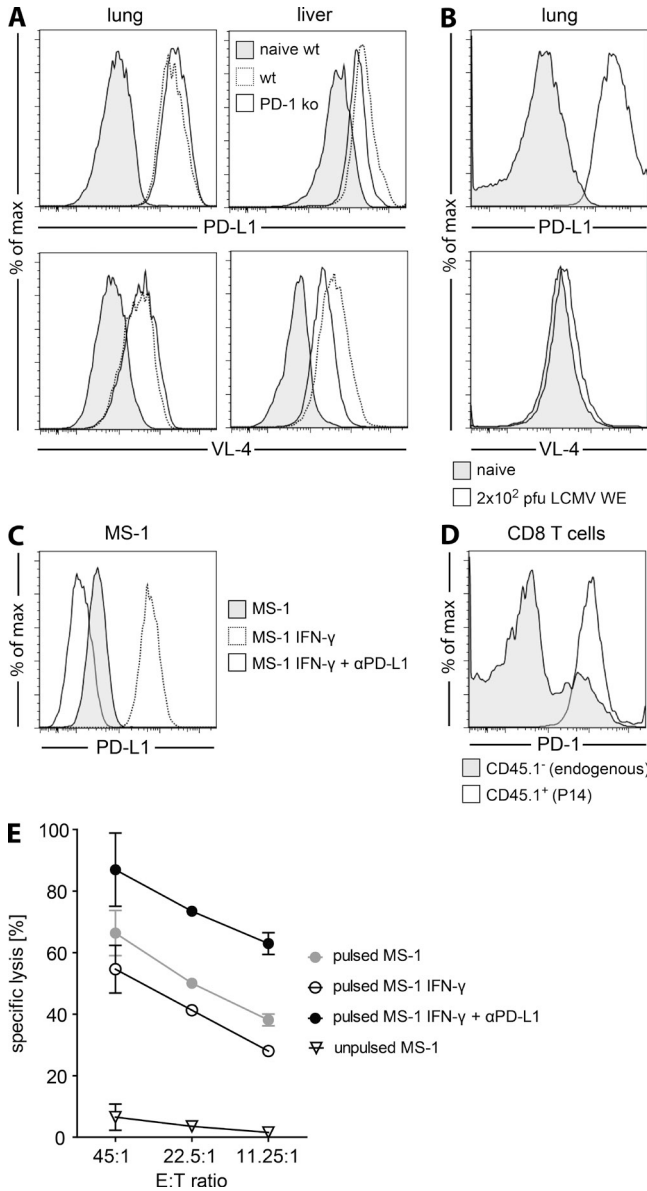 A
lung
liver
naive wt
wt
PD-1 ko
% of max
PD-L1
VL-4
B
lung
% of max
PD-L1
VL-4
naive
2x10² pfu LCMV WE
C
MS-1
% of max
PD-L1
MS-1
MS-1 IFN-γ
MS-1 IFN-γ + αPD-L1
D
CD8 T cells
% of max
PD-1
CD45.1⁻ (endogenous)
CD45.1⁺ (P14)
E
specific lysis [%]
100
80
60
40
20
0
45:1 22.5:1 11.25:1
E:T ratio
pulsed MS-1
pulsed MS-1 IFN-γ
pulsed MS-1 IFN-γ + αPD-L1
unpulsed MS-1